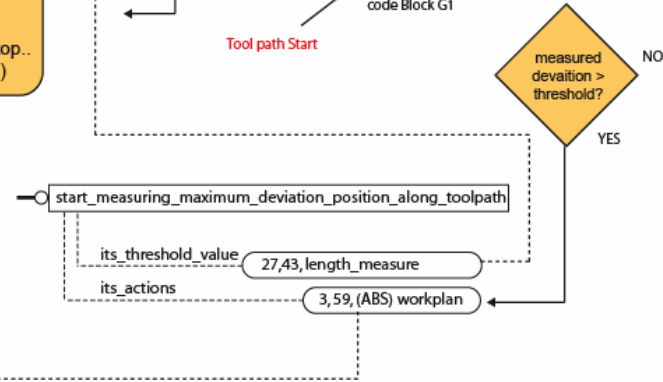 code Block G1
Tool path Start
top..
)
measured
devaition >
threshold?
NO
YES
start_measuring_maximum_deviation_position_along_toolpath
its_threshold_value
27,43,length_measure
its_actions
3,59,(ABS) workplan